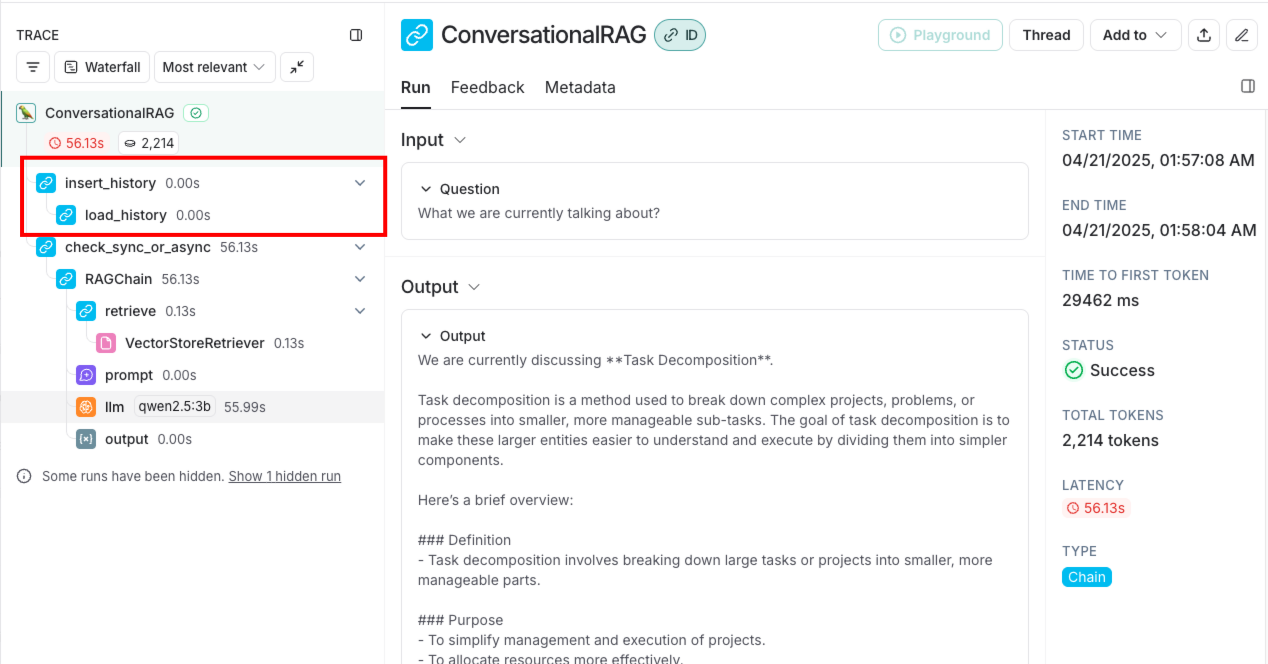 TRACE
Waterfall
Most relevant
ConversationalRAG
56.13s 2,214
insert_history 0.00s
load_history 0.00s
check_sync_or_async 56.13s
RAGChain 56.13s
retrieve 0.13s
VectorStoreRetriever 0.13s
prompt 0.00s
llm qwen2.5:3b 55.99s
output 0.00s
Some runs have been hidden. Show 1 hidden run
ConversationalRAG ID
Playground
Thread
Add to
Run Feedback Metadata
Input
Question
What we are currently talking about?
Output
Output
We are currently discussing **Task Decomposition**.
Task decomposition is a method used to break down complex projects, problems, or
processes into smaller, more manageable sub-tasks. The goal of task decomposition is to
make these larger entities easier to understand and execute by dividing them into simpler
components.
Here's a brief overview:
### Definition
- Task decomposition involves breaking down large tasks or projects into smaller, more
manageable parts.
### Purpose
- To simplify management and execution of projects.
- To allocate resources more effectively.
START TIME
04/21/2025, 01:57:08 AM
END TIME
04/21/2025, 01:58:04 AM
TIME TO FIRST TOKEN
29462 ms
STATUS
Success
TOTAL TOKENS
2,214 tokens
LATENCY
56.13s
TYPE
Chain